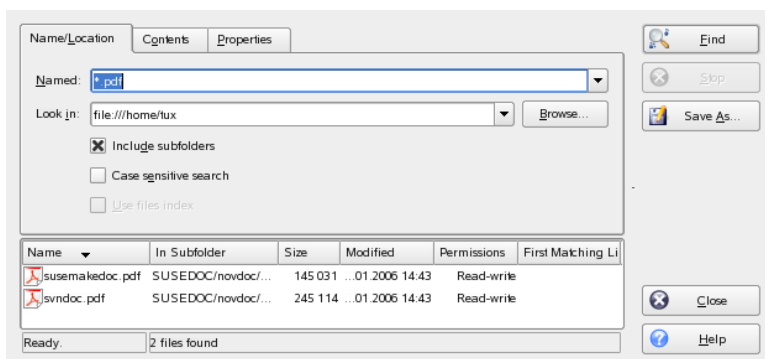 Name/Location Contents Properties
Find
Named: *.pdf
Stop
Look in: file:///home/tux Browse...
Save As...
Include subfolders
Case sensitive search
Use files index
Name In Subfolder Size Modified Permissions First Matching Li
susemakedoc.pdf SUSEDOC/novdoc/... 145 031 ...01.2006 14:43 Read-write
svndoc.pdf SUSEDOC/novdoc/... 245 114 ...01.2006 14:43 Read-write
Close
Ready. 2 files found
Help